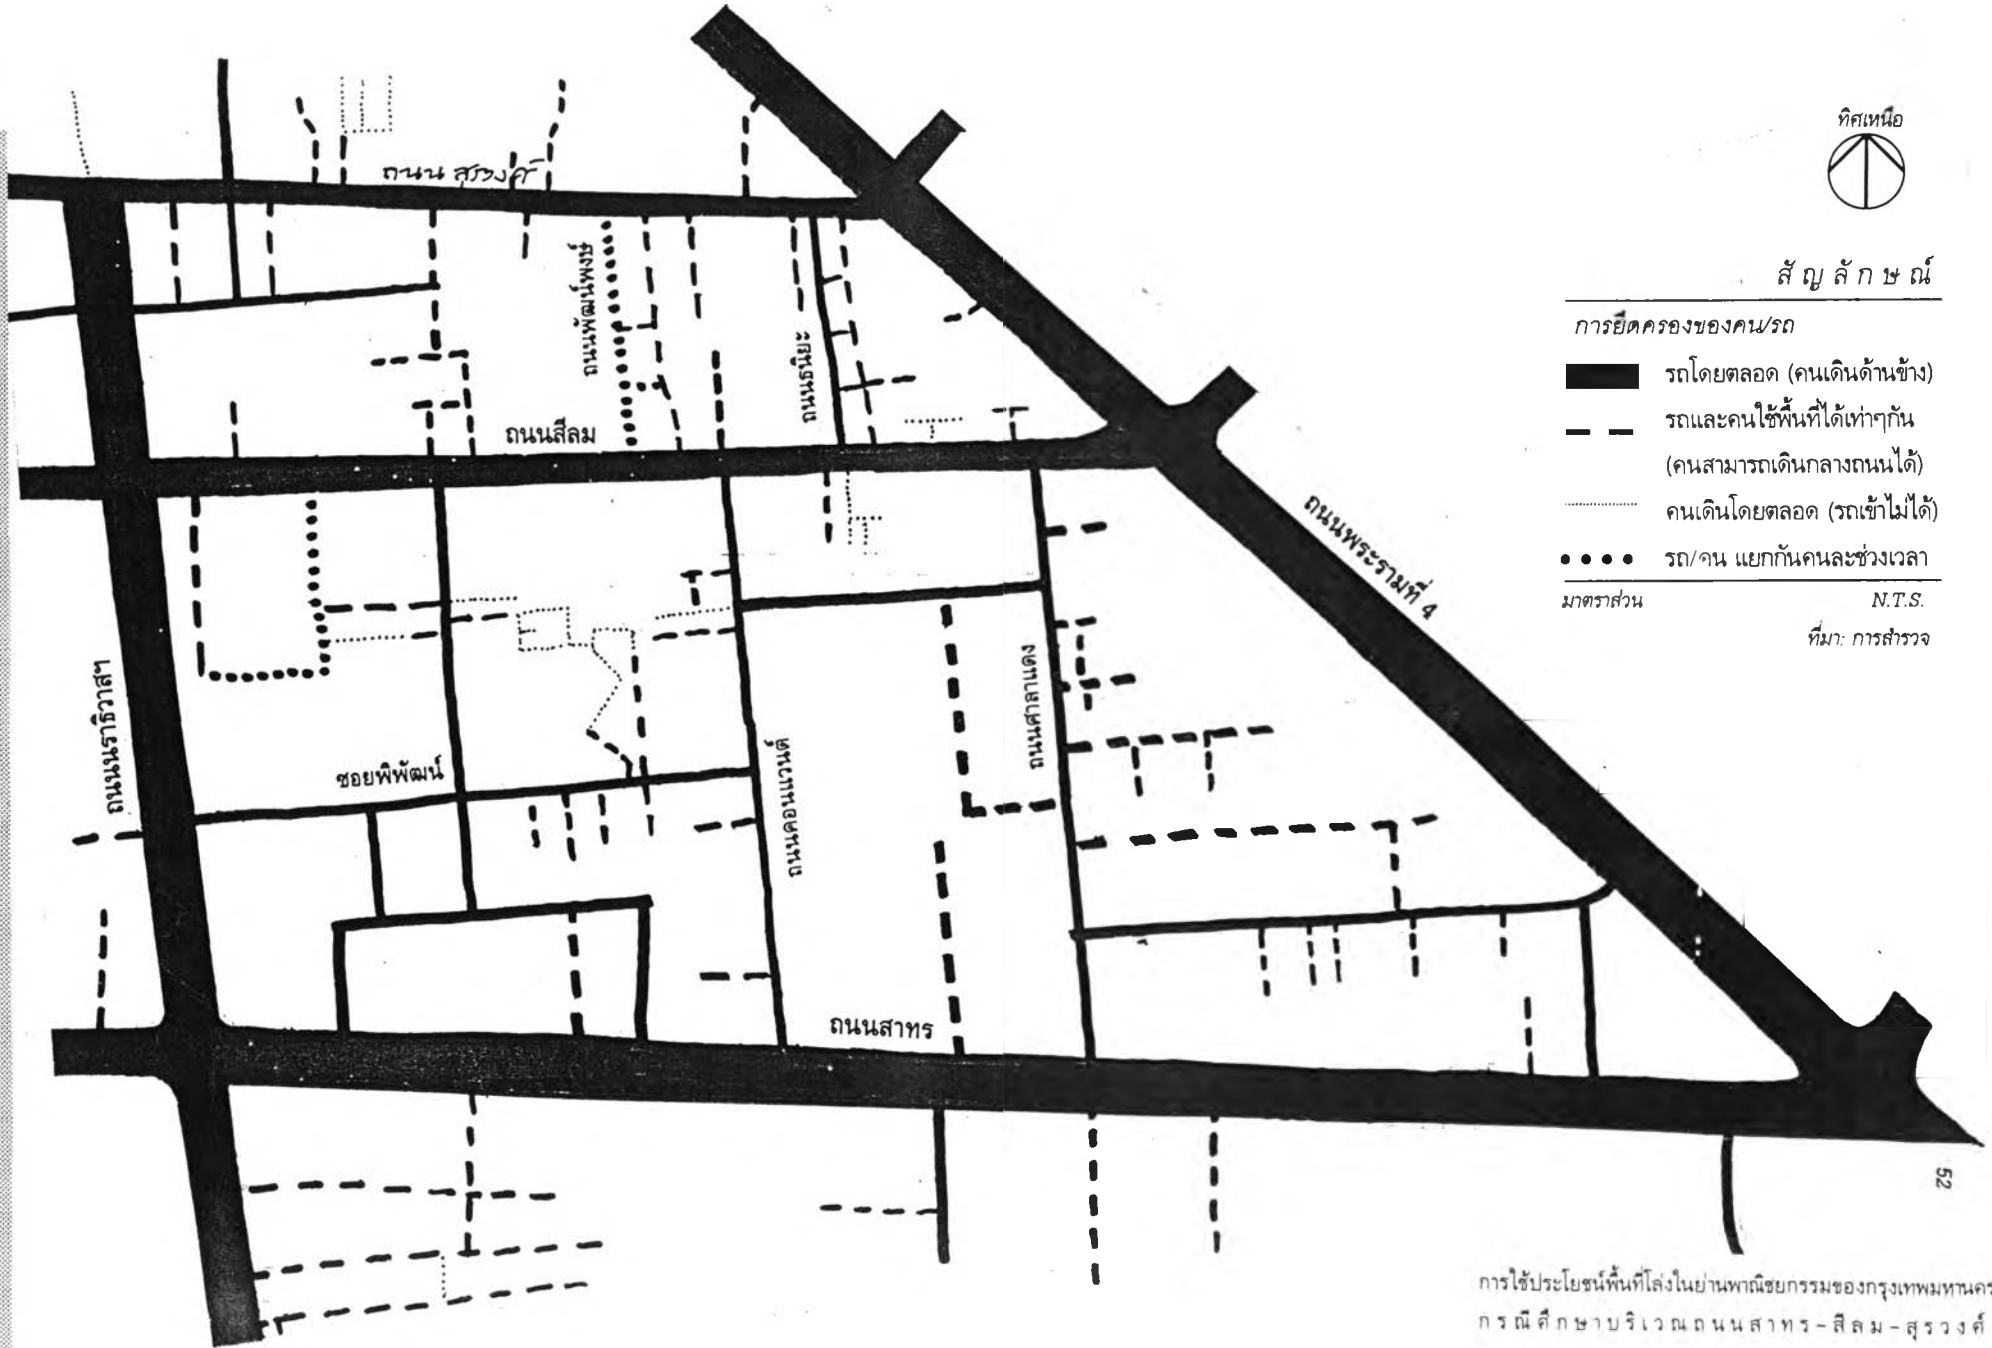 ทิศเหนือ
ถนน สุรวงศ์
สัญลักษณ์
การยึดครองของคน/รถ
รถโดยตลอด (คนเดินด้านข้าง)
รถและคนใช้พื้นที่ได้เท่าๆกัน
(คนสามารถเดินกลางถนนได้)
คนเดินโดยตลอด (รถเข้าไม่ได้)
รถ/คน แยกกันคนละช่วงเวลา
มาตราส่วน N.T.S.
ที่มา: การสำรวจ
ถนนพัฒน์พงษ์
ถนนธนิยะ
ถนนสีลม
ถนนพระรามที่ 4
ถนนนราธิวาสฯ
ถนนศาลาแดง
ซอยพิพัฒน์
ถนนคอนแวนต์
ถนนสาทร
52
การใช้ประโยชน์พื้นที่โล่งในย่านพาณิชยกรรมของกรุงเทพมหานคร
กรณีศึกษาบริเวณถนนสาทร-สีลม-สุรวงศ์